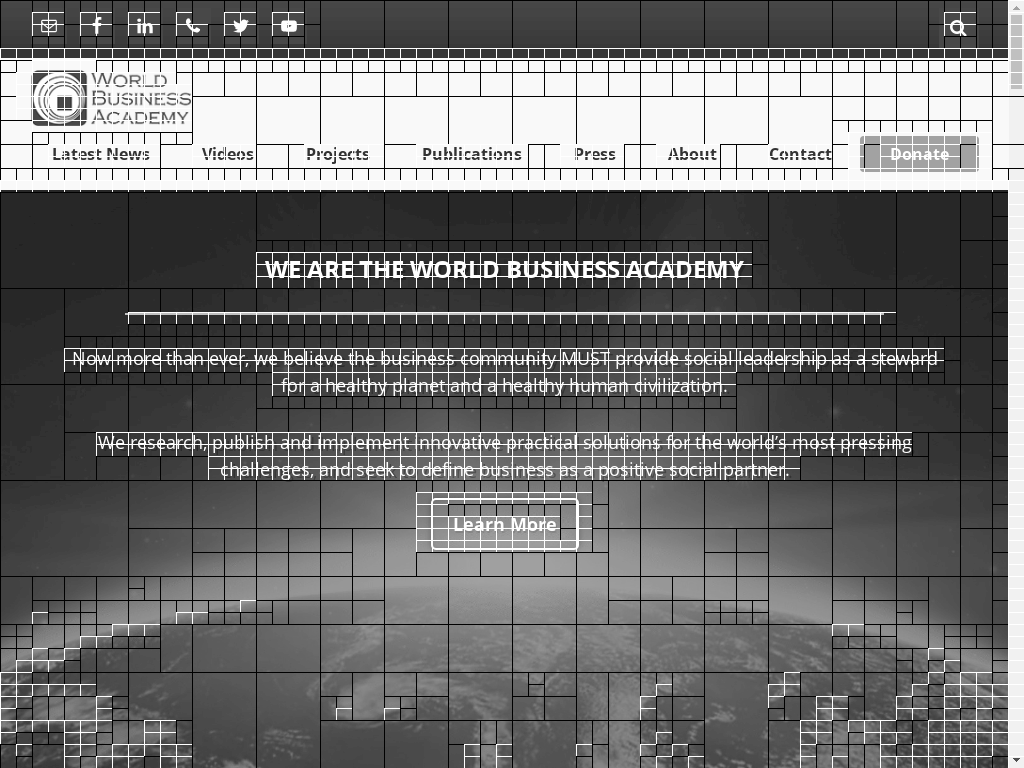 WORLD
BUSINESS
ACADEMY
Latest News Videos Projects Publications Press About Contact Donate
WE ARE THE WORLD BUSINESS ACADEMY
Now more than ever, we believe the business community MUST provide social leadership as a steward
for a healthy planet and a healthy human civilization.
We research, publish and implement innovative practical solutions for the world's most pressing
challenges, and seek to define business as a positive social partner.
Learn More